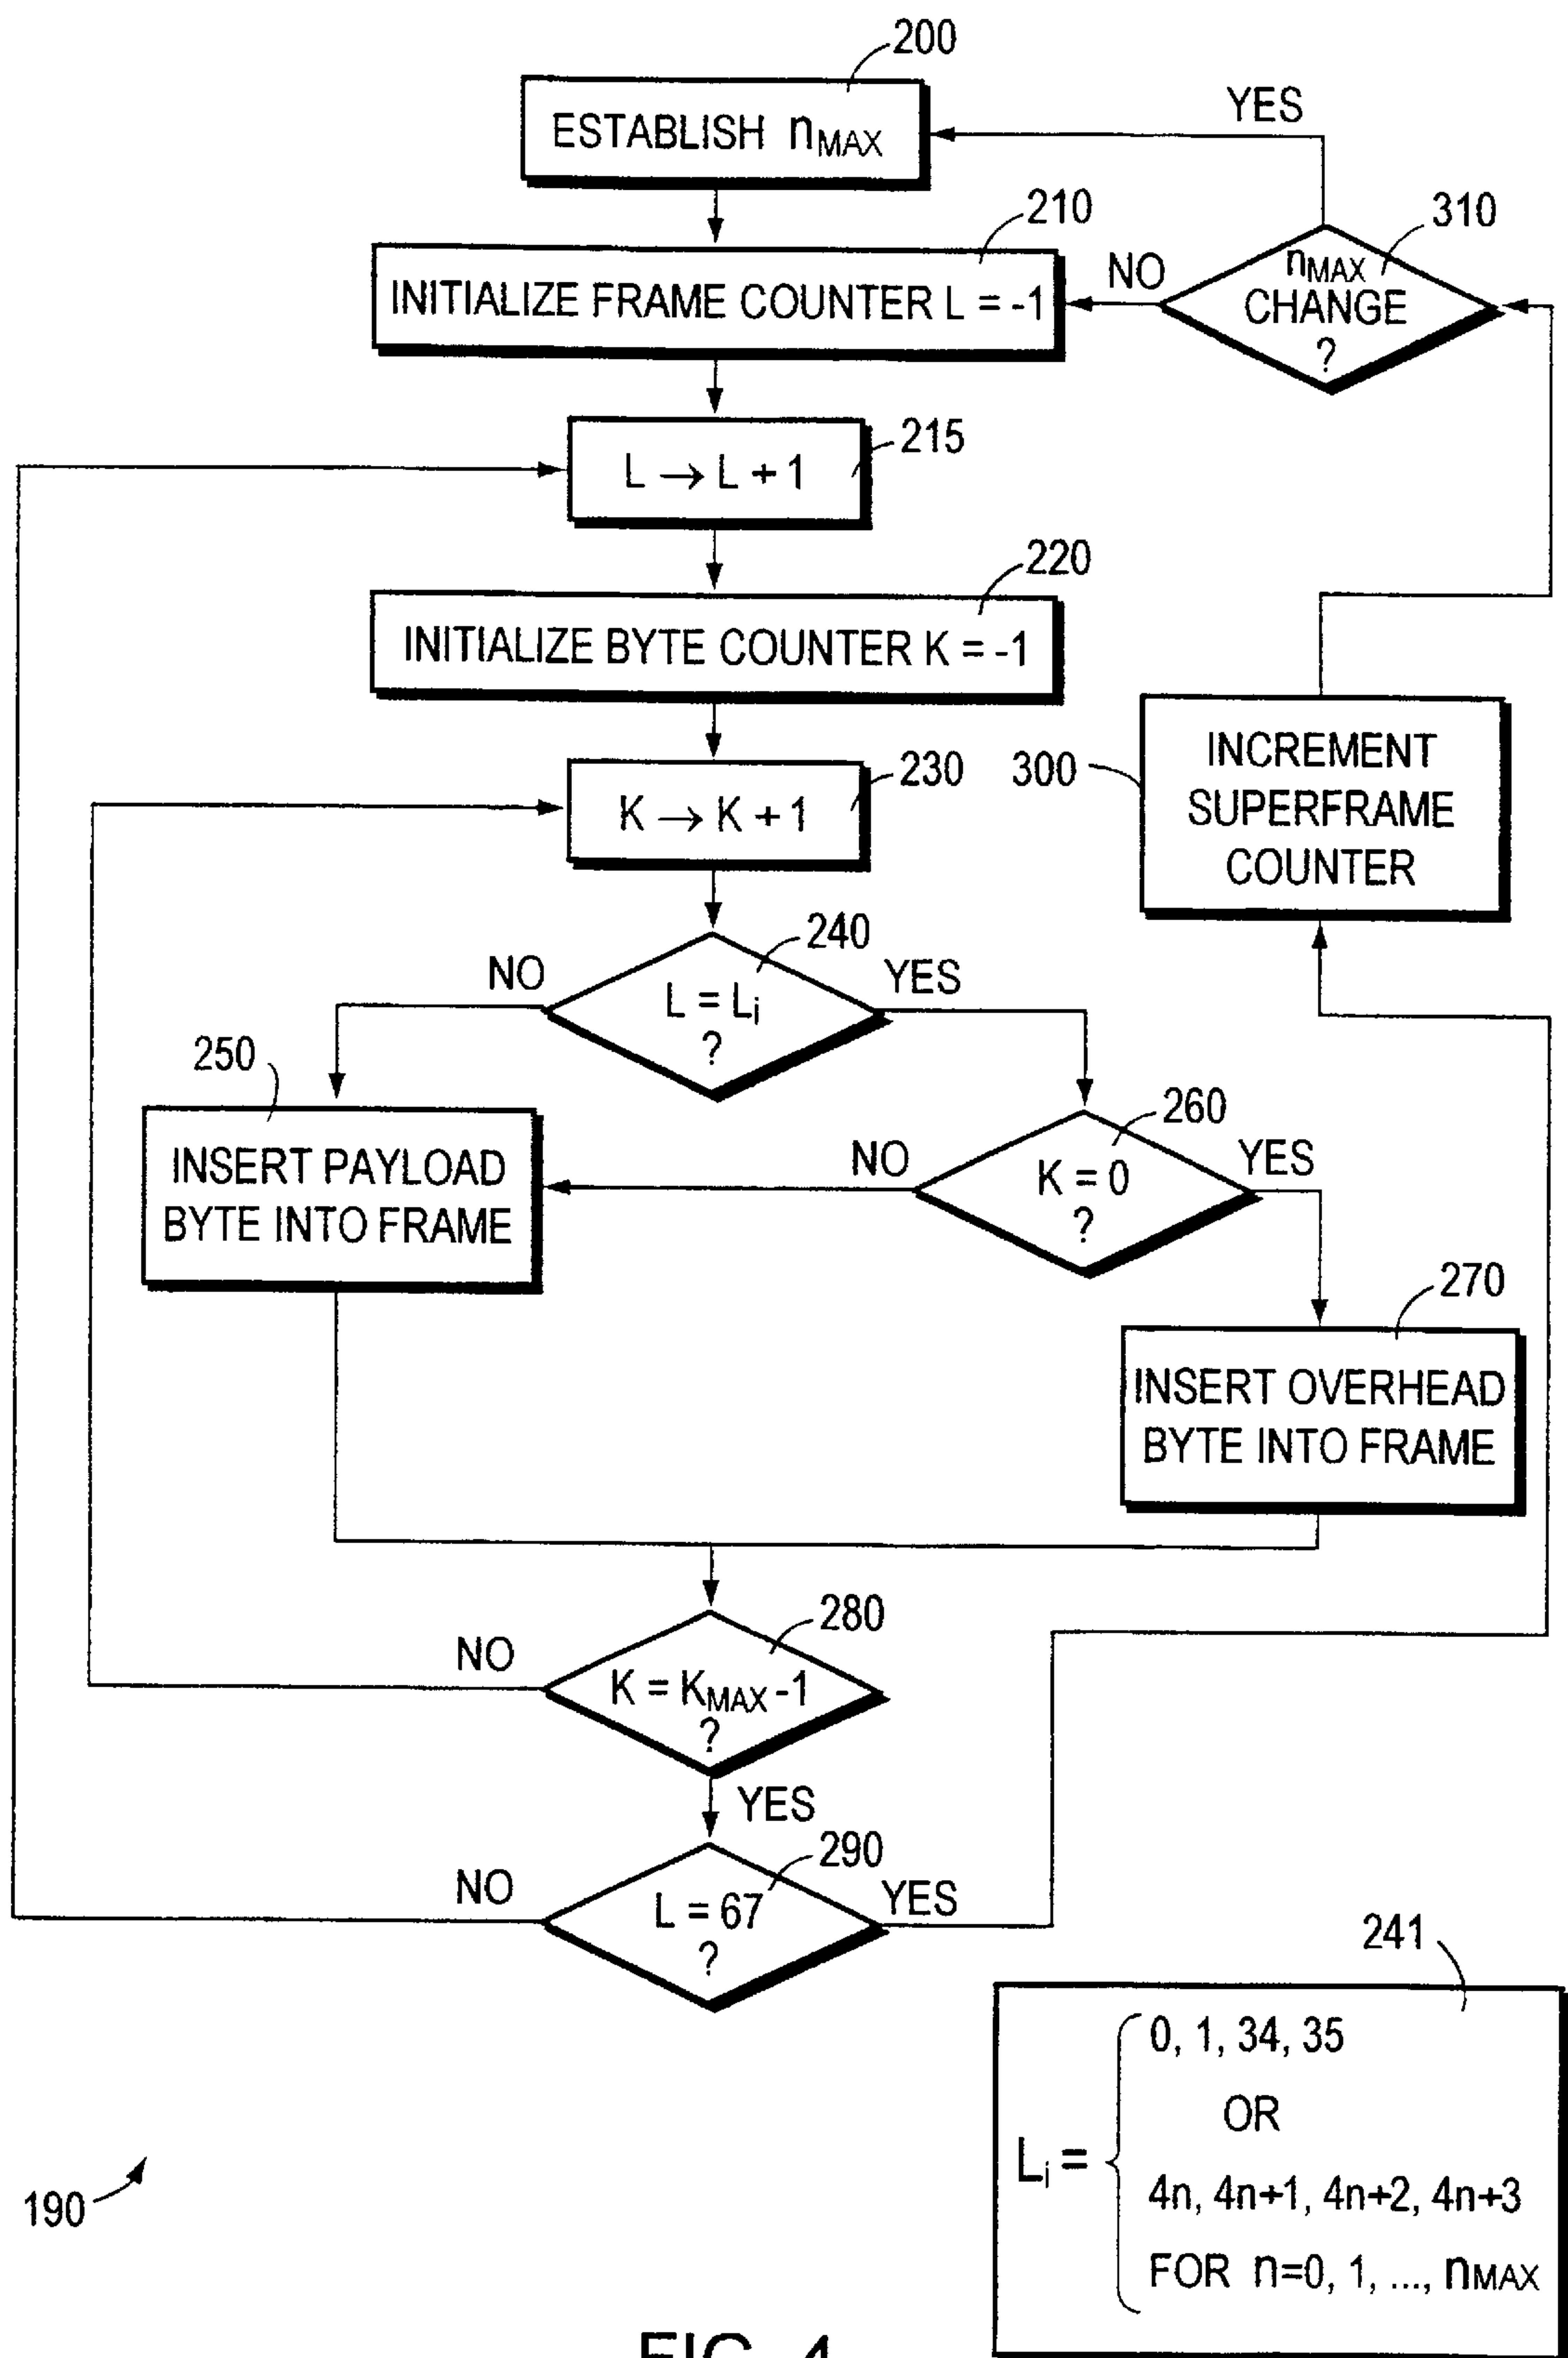 200
ESTABLISH nMAX
YES
210
310
INITIALIZE FRAME COUNTER L = -1
NO
nMAX
CHANGE
?
215
L → L + 1
220
INITIALIZE BYTE COUNTER K = -1
230
K → K + 1
300
INCREMENT
SUPERFRAME
COUNTER
240
NO
YES
L = Li
?
250
INSERT PAYLOAD
BYTE INTO FRAME
260
NO
YES
K = 0
?
270
INSERT OVERHEAD
BYTE INTO FRAME
280
NO
K = KMAX -1
?
YES
290
NO
YES
L = 67
?
241
Li =
0, 1, 34, 35
OR
4n, 4n+1, 4n+2, 4n+3
FOR n=0, 1, ..., nMAX
190
FIG. 4